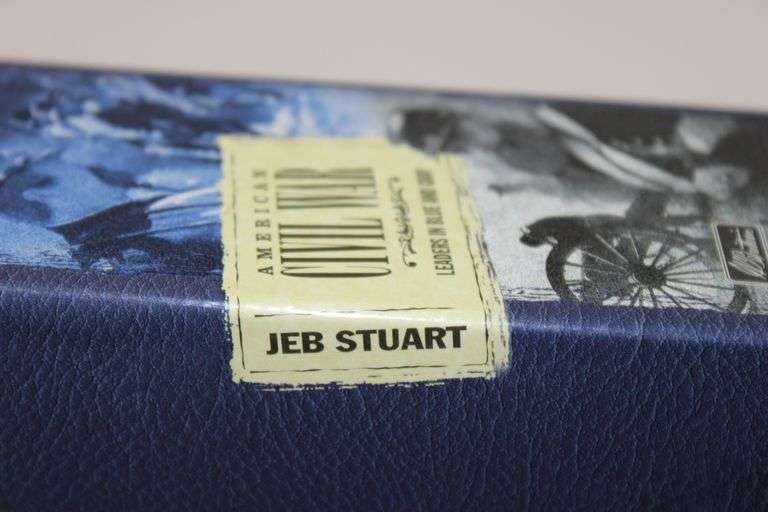 AMERICAN
CIVIL WAR
LEADERS IN BLUE AND GRAY
JEB STUART